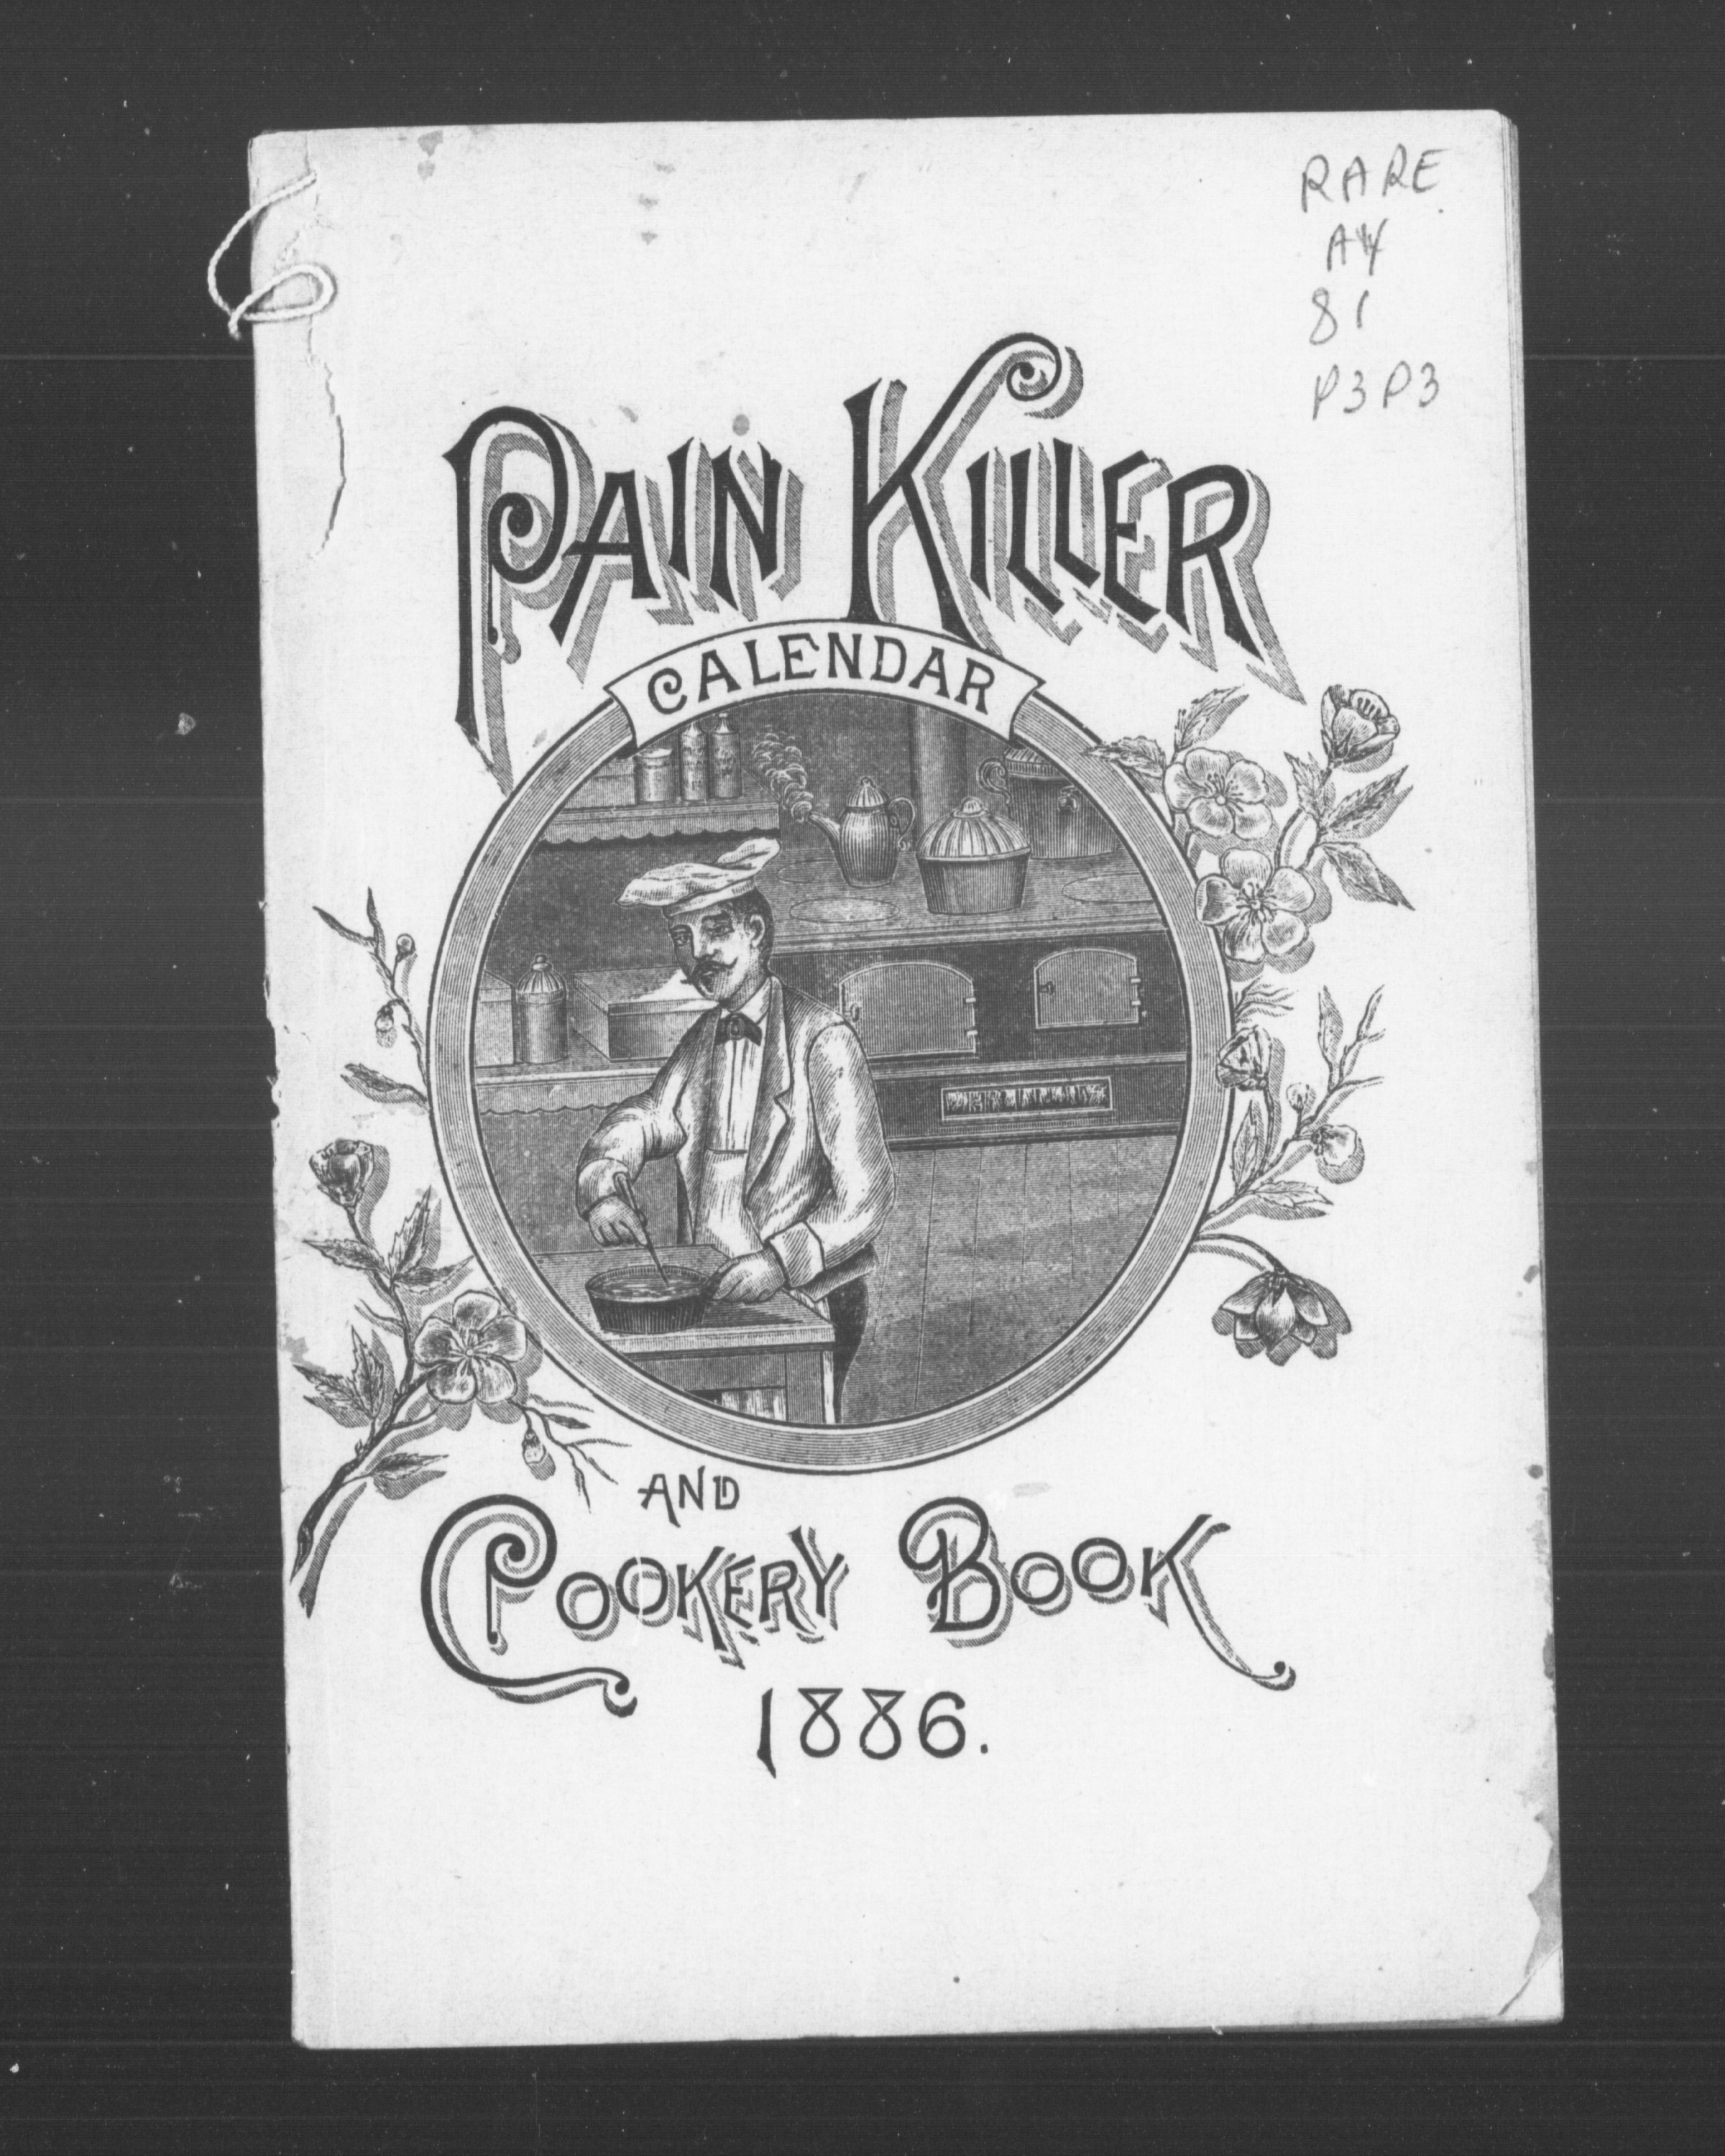 RARE
AY
81
P3P3
PAIN KILLER
CALENDAR
AND
COOKERY BOOK
1886.